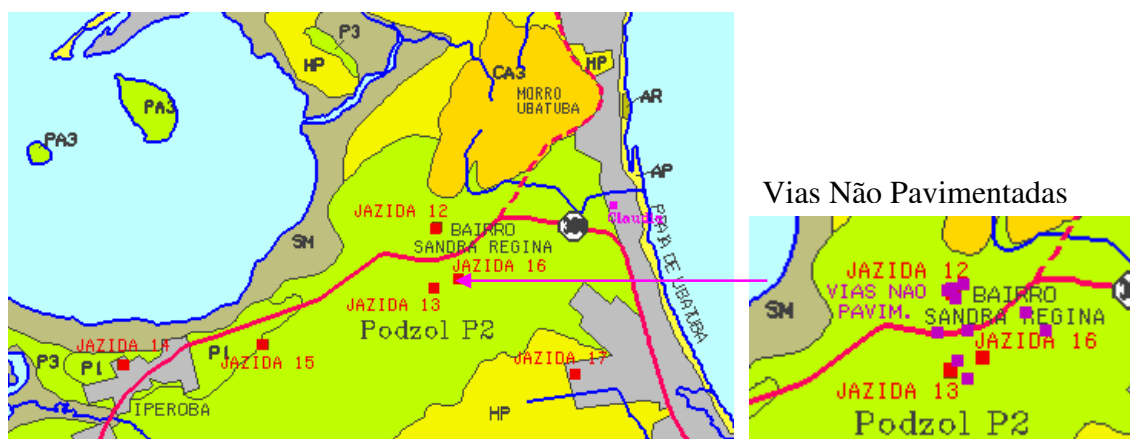 P3
HP
CA3
MORRO
UBATUBA
HP
AR
PA3
PA3
AP
JAZIDA 12
BAIRRO
SANDRA REGINA
PRAIA DE UBATUBA
SM
JAZIDA 16
JAZIDA 13
Podzol P2
JAZIDA 14
P3
P1
P1
JAZIDA 15
JAZIDA 17
IPEROBA
HP
Vias Não Pavimentadas
JAZIDA 12
VIAS NAO
PAVIM.
BAIRRO
SANDRA REGINA
SM
JAZIDA 16
JAZIDA 13
Podzol P2